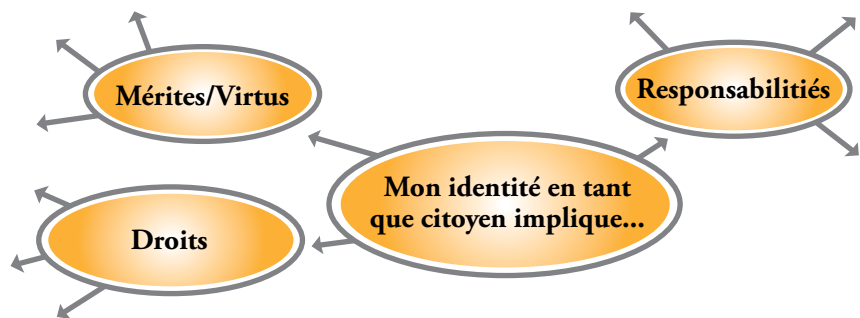 Mérites/Virtus
Responsabilitiés
Mon identité en tant
que citoyen implique...
Droits